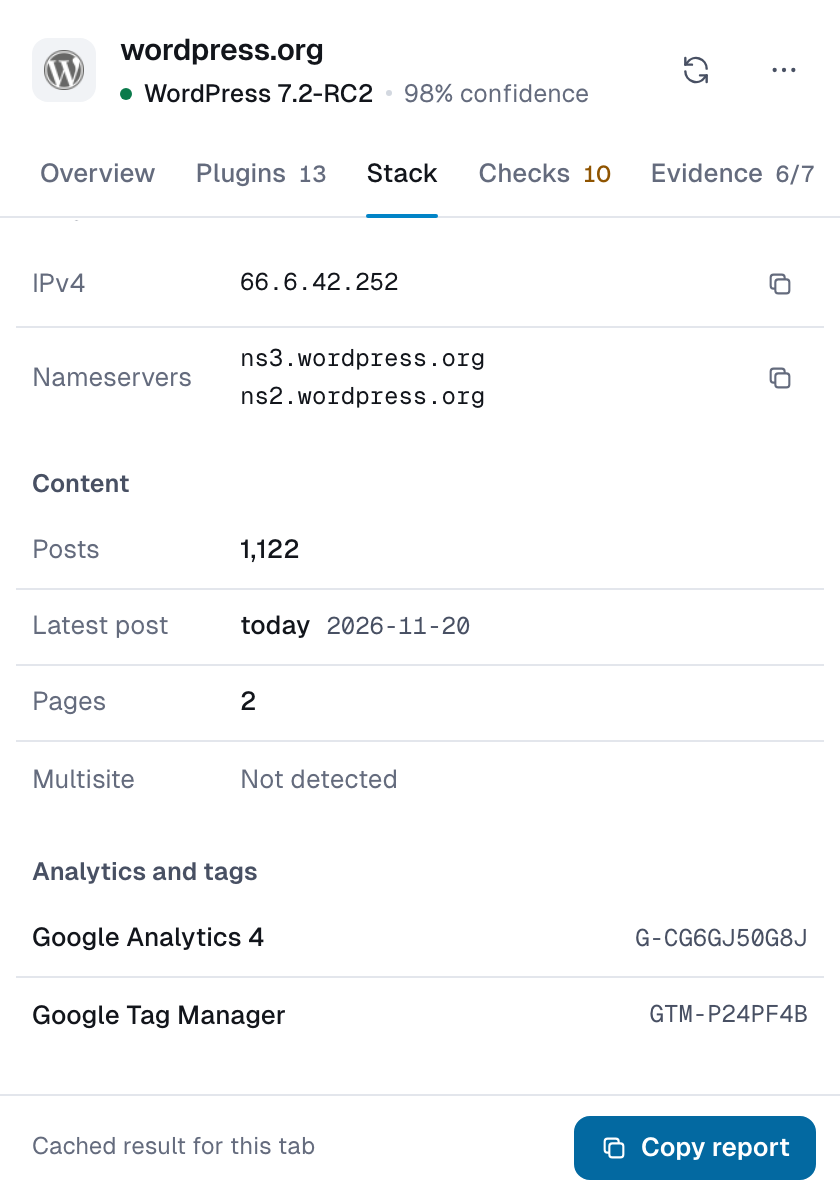 wordpress.org
WordPress 7.2-RC2 • 98% confidence
Overview Plugins 13 Stack Checks 10 Evidence 6/7
IPv4 66.6.42.252
Nameservers ns3.wordpress.org
ns2.wordpress.org
Content
Posts 1,122
Latest post today 2026-11-20
Pages 2
Multisite Not detected
Analytics and tags
Google Analytics 4 G-CG6GJ50G8J
Google Tag Manager GTM-P24PF4B
Cached result for this tab Copy report